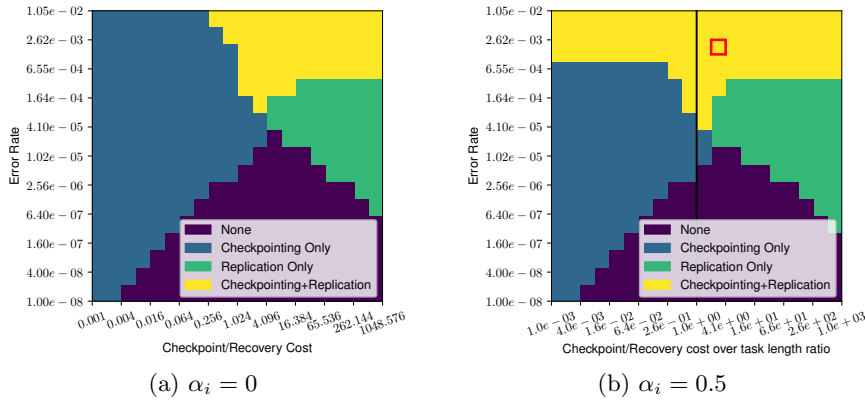 1.05e − 02
2.62e − 03
6.55e − 04
1.64e − 04
4.10e − 05
1.02e − 05
2.56e − 06
6.40e − 07
1.60e − 07
4.00e − 08
1.00e − 08
Error Rate
None
Checkpointing Only
Replication Only
Checkpointing+Replication
0.001 0.004 0.016 0.064 0.256 1.024 4.096 16.384 65.536 262.144 1048.576
Checkpoint/Recovery Cost
(a) αᵢ = 0
1.05e − 02
2.62e − 03
6.55e − 04
1.64e − 04
4.10e − 05
1.02e − 05
2.56e − 06
6.40e − 07
1.60e − 07
4.00e − 08
1.00e − 08
Error Rate
None
Checkpointing Only
Replication Only
Checkpointing+Replication
1.0e − 03 4.0e − 03 1.6e − 02 6.4e − 02 2.6e − 01 1.0e + 00 4.1e + 00 1.6e + 01 6.6e + 01 2.6e + 02 1.0e + 03
Checkpoint/Recovery cost over task length ratio
(b) αᵢ = 0.5